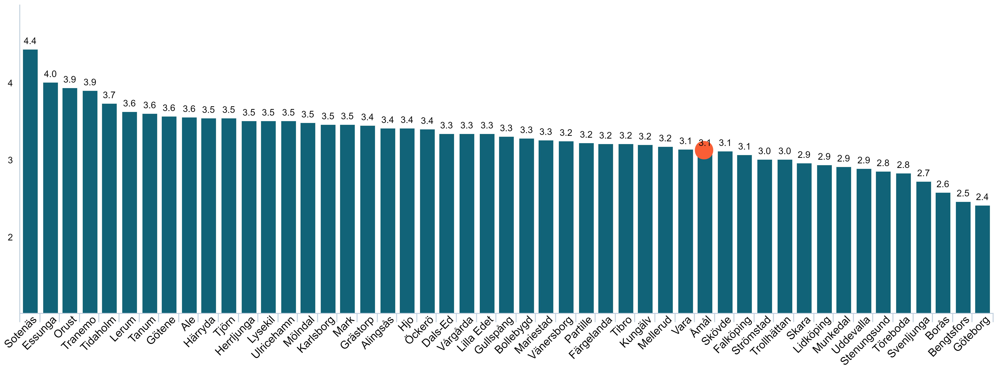 4.4
4.0
3.9
3.9
3.7
3.6
3.6
3.6
3.6
3.5
3.5
3.5
3.5
3.5
3.5
3.5
3.5
3.4
3.4
3.4
3.4
3.3
3.3
3.3
3.3
3.3
3.3
3.2
3.2
3.2
3.2
3.2
3.2
3.1
3.1
3.1
3.1
3.0
3.0
2.9
2.9
2.9
2.9
2.8
2.8
2.7
2.6
2.5
2.4
4
3
2
Sotenäs
Essunga
Orust
Tranemo
Tidaholm
Lerum
Tanum
Götene
Ale
Härryda
Tjörn
Herrljunga
Lysekil
Ulricehamn
Mölndal
Karlsborg
Mark
Grästorp
Alingsås
Hjo
Öckerö
Dals-Ed
Vårgårda
Lilla Edet
Gullspång
Bollebygd
Mariestad
Vänersborg
Partille
Färgelanda
Tibro
Kungälv
Mellerud
Vara
Åmål
Skövde
Falköping
Strömstad
Trollhättan
Skara
Lidköping
Munkedal
Uddevalla
Stenungsund
Töreboda
Svenljunga
Borås
Bengtsfors
Göteborg